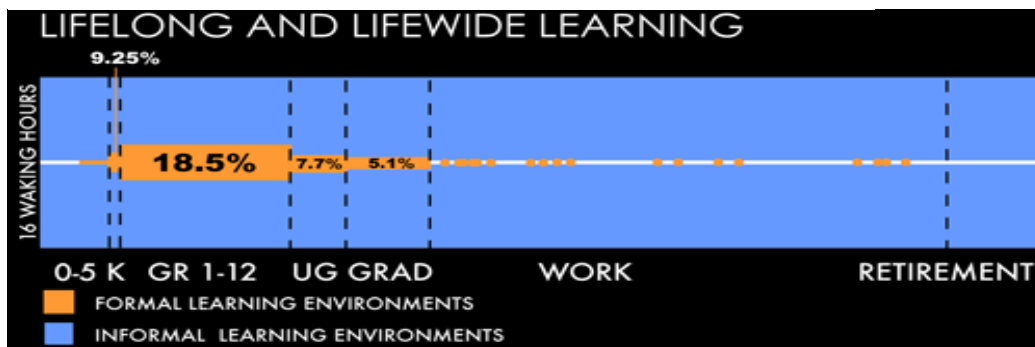 LIFELONG AND LIFEWIDE LEARNING
9.25%
16 WAKING HOURS
18.5%
7.7%
5.1%
0-5 K GR 1-12 UG GRAD WORK RETIREMENT
FORMAL LEARNING ENVIRONMENTS
INFORMAL LEARNING ENVIRONMENTS